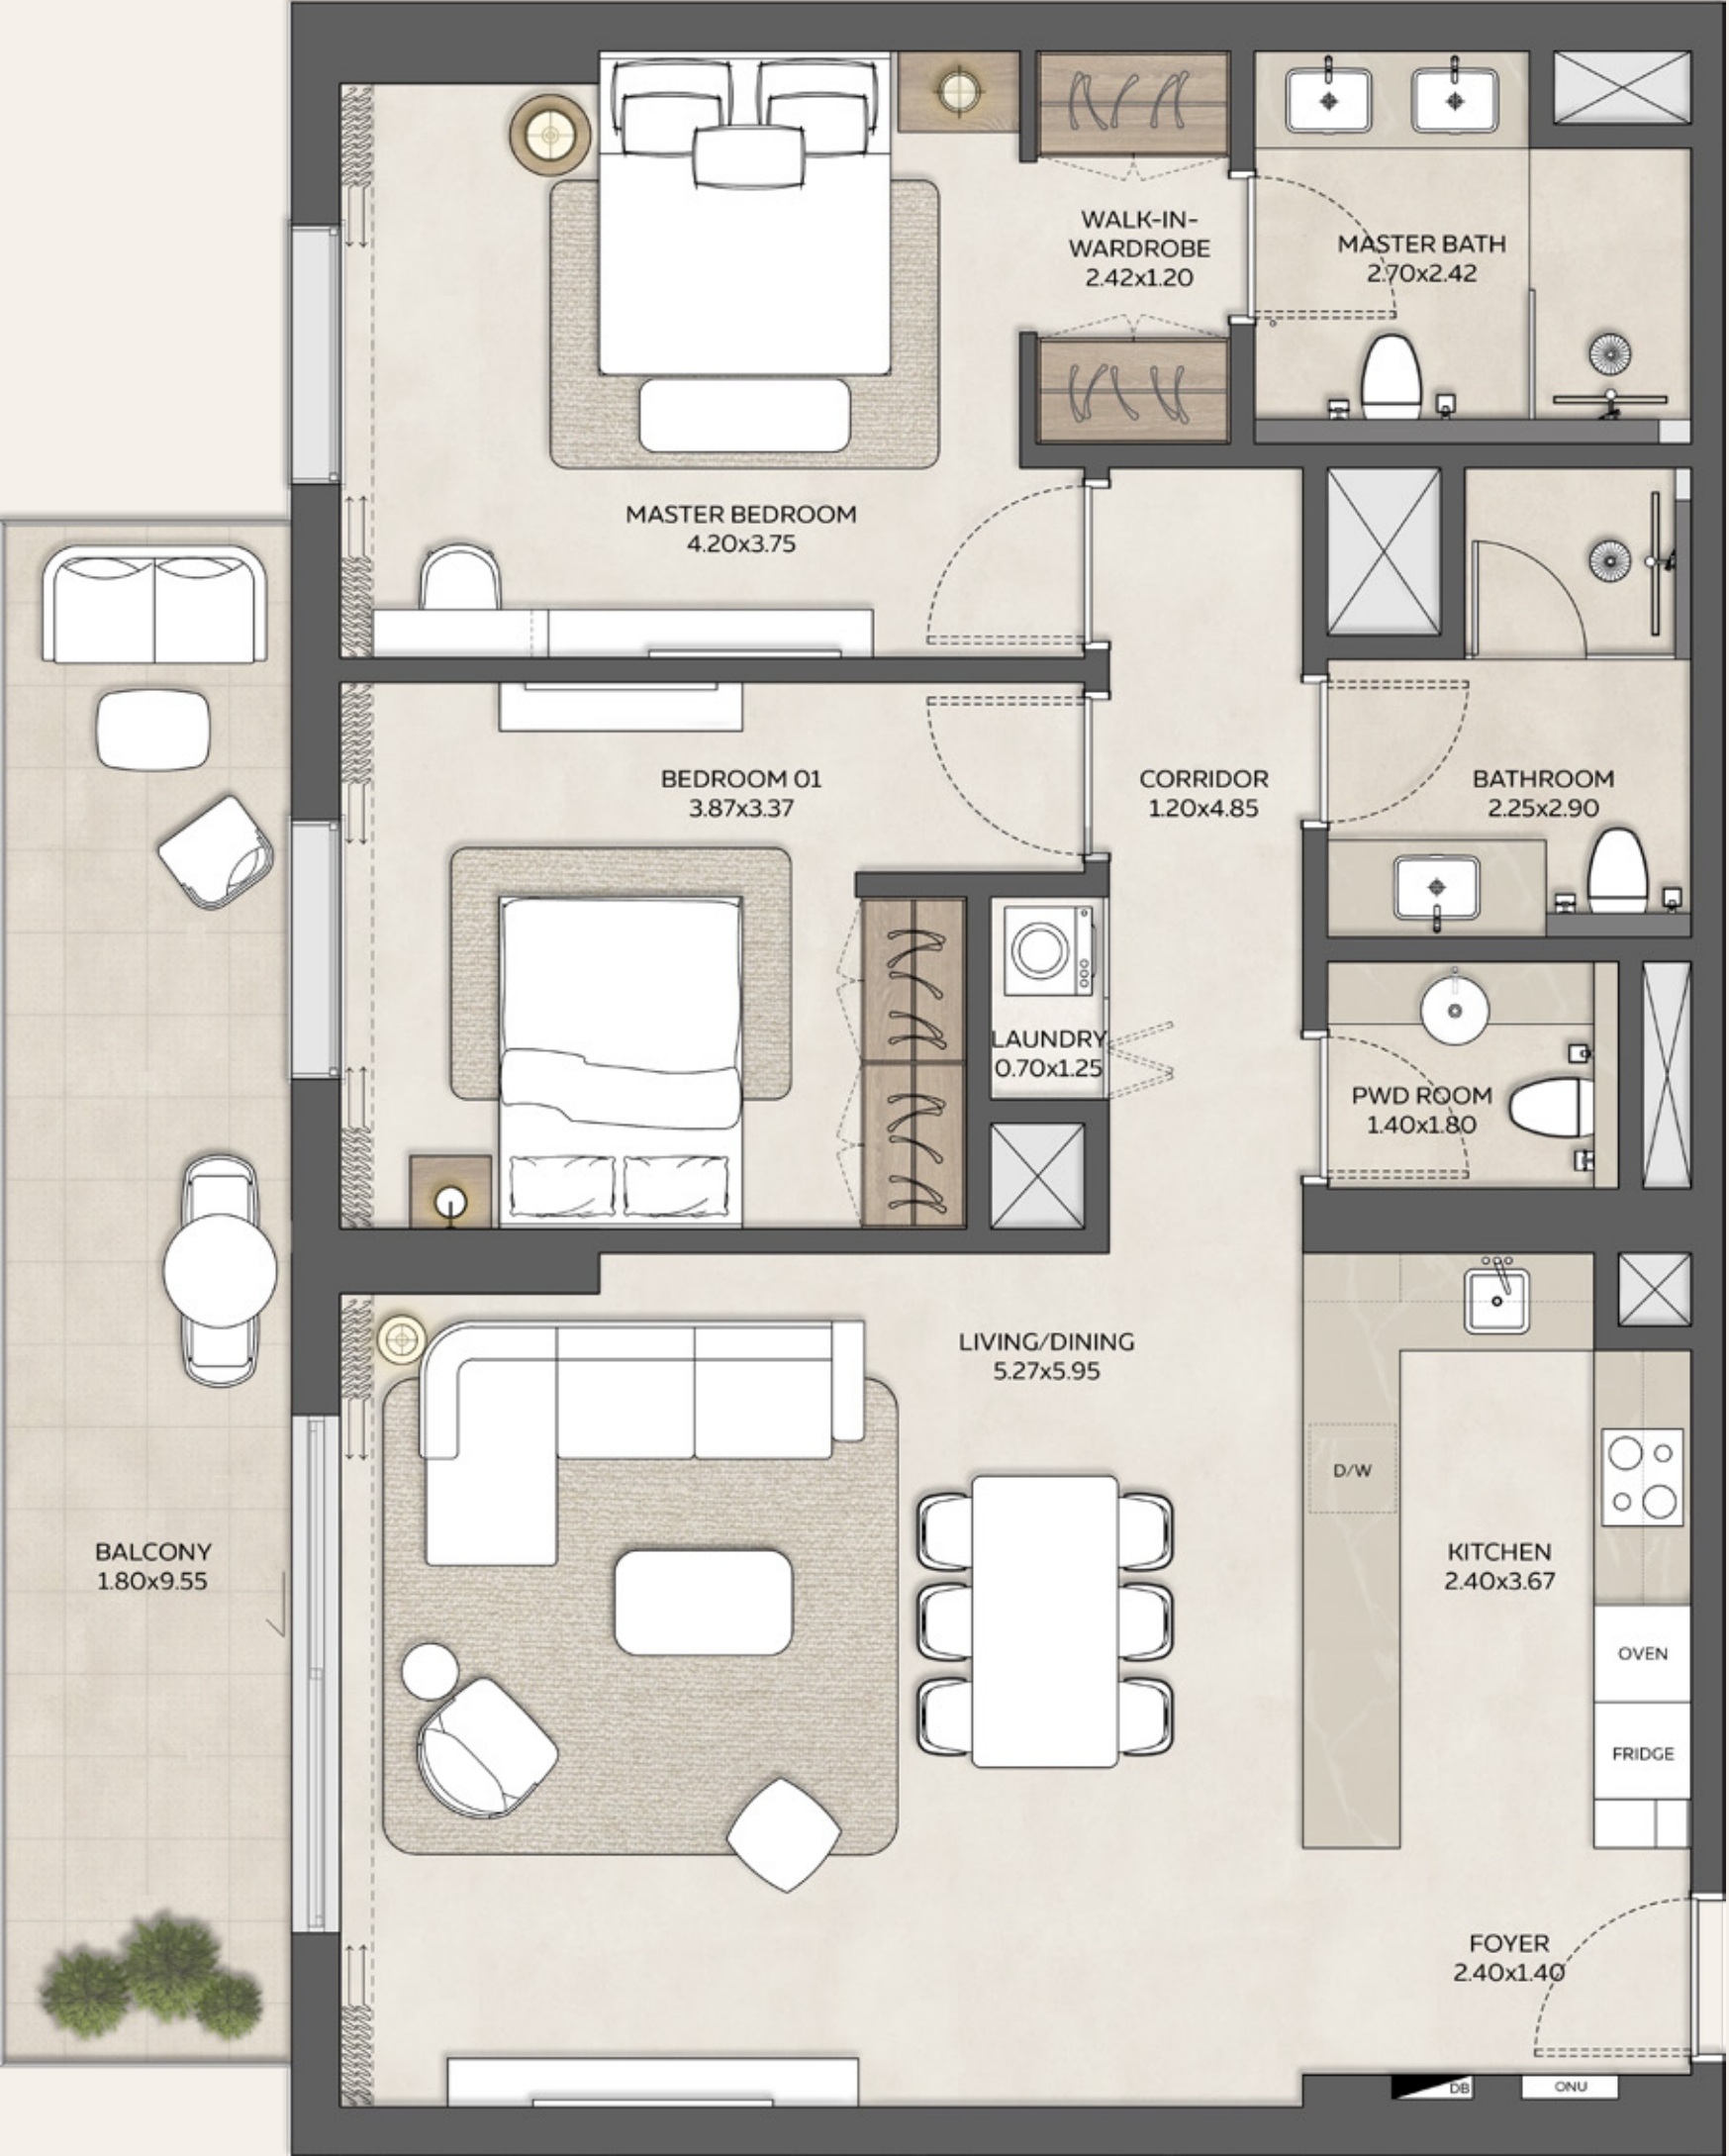 WALK-IN-
WARDROBE
2.42x1.20
MASTER BATH
2.70x2.42
MASTER BEDROOM
4.20x3.75
BEDROOM 01
3.87x3.37
CORRIDOR
1.20x4.85
BATHROOM
2.25x2.90
LAUNDRY
0.70x1.25
PWD ROOM
1.40x1.80
LIVING/DINING
5.27x5.95
D/W
BALCONY
1.80x9.55
KITCHEN
2.40x3.67
OVEN
FRIDGE
FOYER
2.40x1.40
DB
ONU